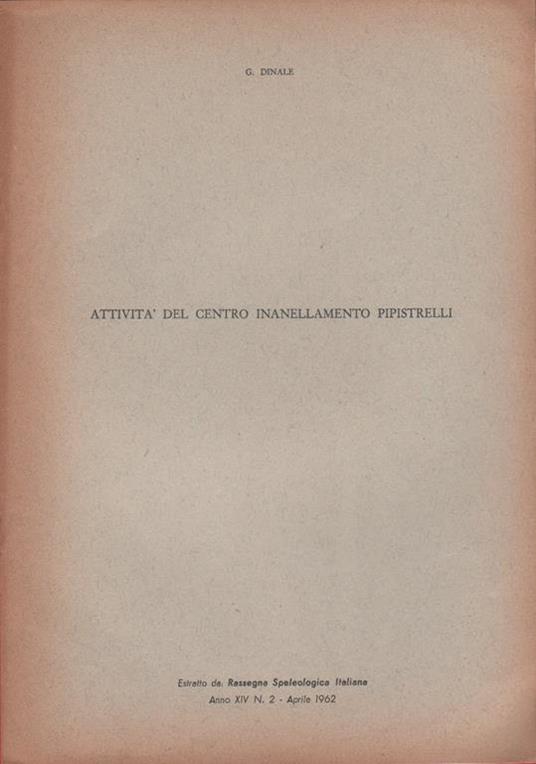 G. DINALE
ATTIVITA' DEL CENTRO INANELLAMENTO PIPISTRELLI
Estratto da: Rassegna Speleologica Italiana
Anno XIV N. 2 - Aprile 1962